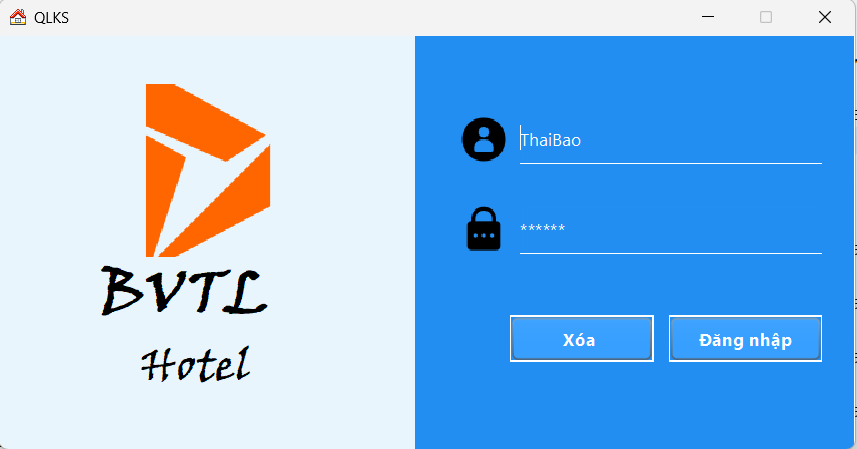 QLKS
BVTL
Hotel
ThaiBao
******
Xóa
Đăng nhập